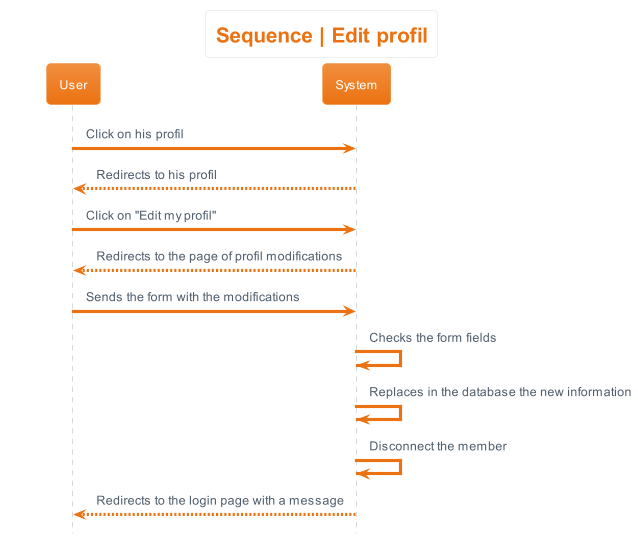 Sequence | Edit profil
User
System
Click on his profil
Redirects to his profil
Click on "Edit my profil"
Redirects to the page of profil modifications
Sends the form with the modifications
Checks the form fields
Replaces in the database the new information
Disconnect the member
Redirects to the login page with a message